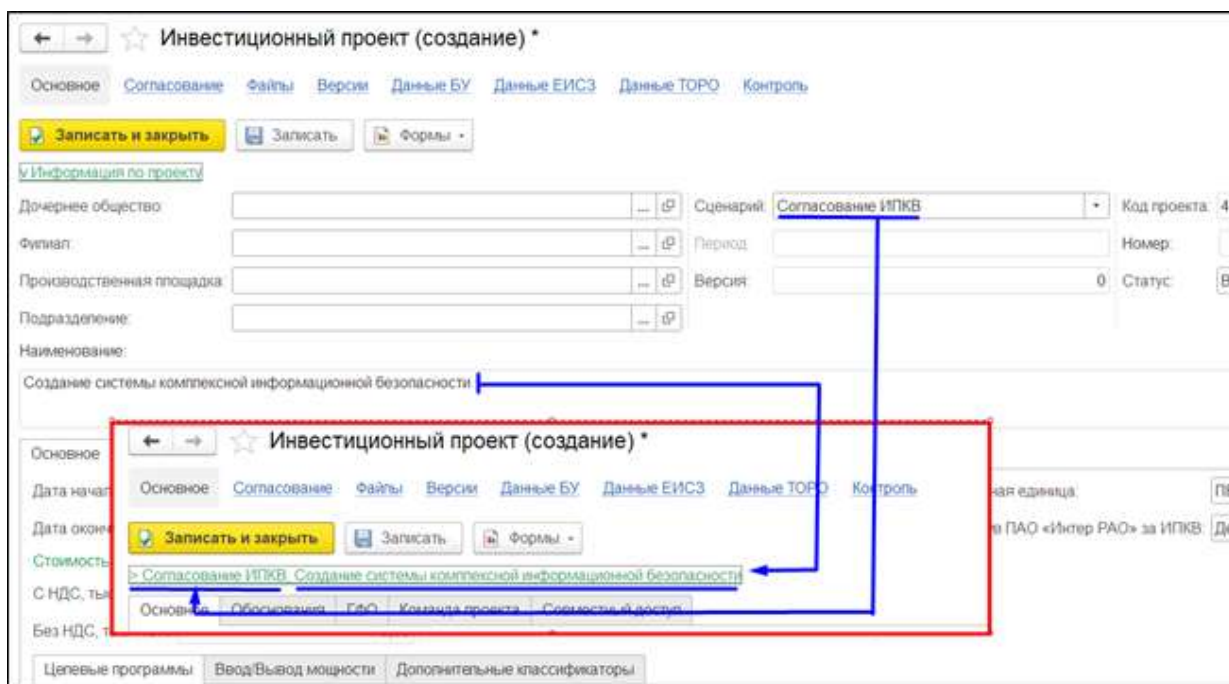 Инвестиционный проект (создание) *
Основное Согласование Файлы Версии Данные БУ Данные ЕИСЗ Данные ТОРО Контроль
Записать и закрыть Записать Формы
v Информация по проекту
Дочернее общество: ... Сценарий: Согласование ИПКВ Код проекта: 4
Филиал: ... Период: Номер:
Производственная площадка: ... Версия: 0 Статус: В
Подразделение: ...
Наименование:
Создание системы комплексной информационной безопасности
Инвестиционный проект (создание) *
Основное
Основное Согласование Файлы Версии Данные БУ Данные ЕИСЗ Данные ТОРО Контроль
Дата начал ная единица:
Записать и закрыть Записать Формы
Дата оконч в ПАО «Интер РАО» за ИПКВ:
Стоимость
> Согласование ИПКВ Создание системы комплексной информационной безопасности
С НДС, ты
Основное Обоснования ГФО Команда проекта Совместный доступ
Без НДС, т
Целевые программы Ввод/Вывод мощности Дополнительные классификаторы